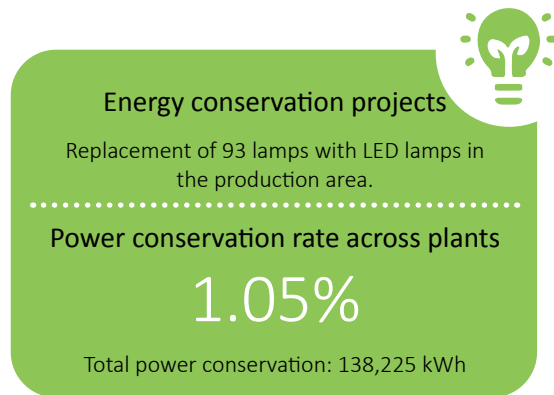 Energy conservation projects
Replacement of 93 lamps with LED lamps in
the production area.
Power conservation rate across plants
1.05%
Total power conservation: 138,225 kWh